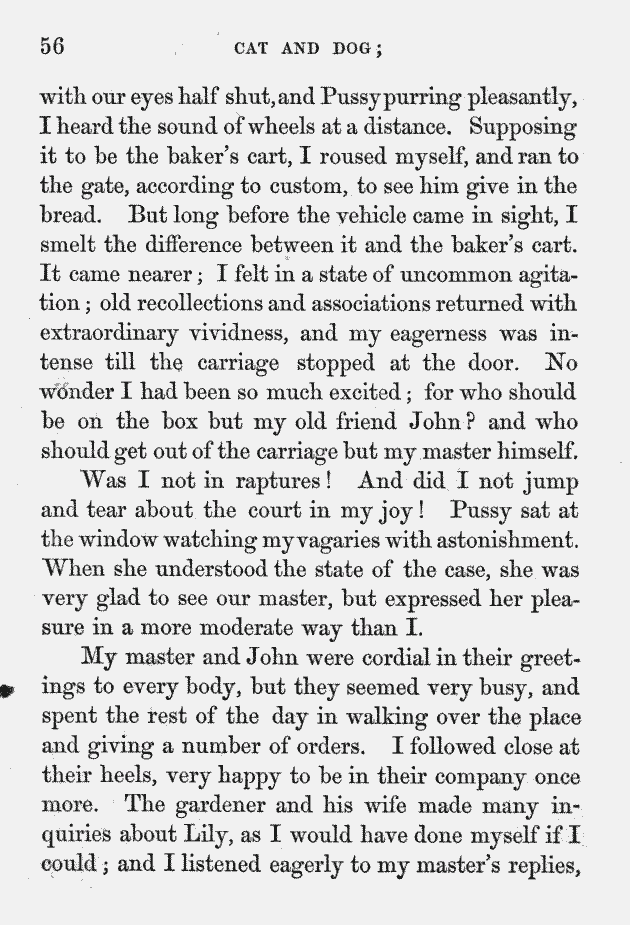 56 CAT AND DOG;
with our eyes half shut, and Pussy purring pleasantly,
I heard the sound of wheels at a distance. Supposing
it to be the baker's cart, I roused myself, and ran to
the gate, according to custom, to see him give in the
bread. But long before the vehicle came in sight, I
smelt the difference between it and the baker's cart.
It came nearer; I felt in a state of uncommon agita-
tion; old recollections and associations returned with
extraordinary vividness, and my eagerness was in-
tense till the carriage stopped at the door. No
wonder I had been so much excited; for who should
be on the box but my old friend John? and who
should get out of the carriage but my master himself.
Was I not in raptures! And did I not jump
and tear about the court in my joy! Pussy sat at
the window watching my vagaries with astonishment.
When she understood the state of the case, she was
very glad to see our master, but expressed her plea-
sure in a more moderate way than I.
My master and John were cordial in their greet-
ings to every body, but they seemed very busy, and
spent the rest of the day in walking over the place
and giving a number of orders. I followed close at
their heels, very happy to be in their company once
more. The gardener and his wife made many in-
quiries about Lily, as I would have done myself if I
could; and I listened eagerly to my master's replies,